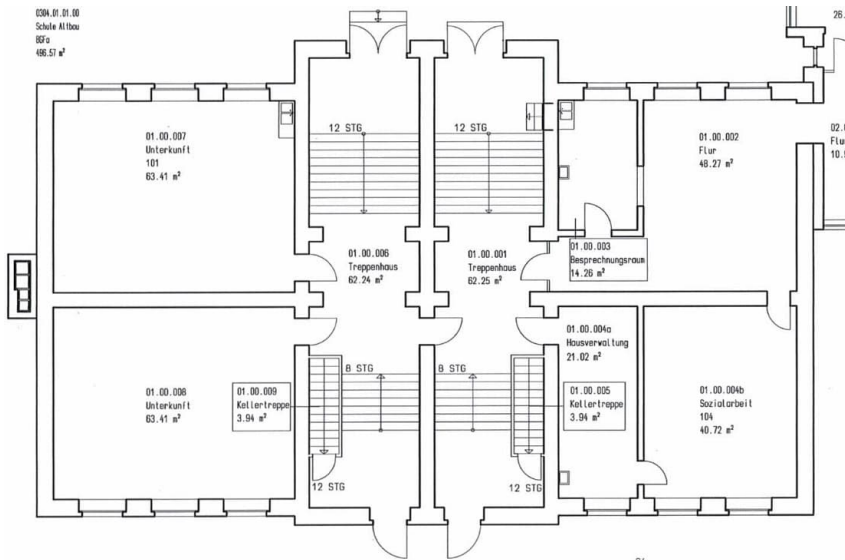 0304.01.01.00
Schule Altbau
BGFa
496.57 m²
26.
01.00.007
Unterkunft
101
63.41 m²
12 STG
12 STG
01.00.002
Flur
48.27 m²
Flur
01.00.006
Treppenhaus
62.24 m²
01.00.001
Treppenhaus
62.25 m²
01.00.003
Besprechnungsraum
14.26 m²
01.00.008
Unterkunft
63.41 m²
01.00.009
Kellertreppe
3.94 m²
8 STG
8 STG
01.00.004a
Hausverwaltung
21.02 m²
01.00.005
Kellertreppe
3.94 m²
01.00.004b
Sozialarbeit
104
40.72 m²
12 STG
12 STG